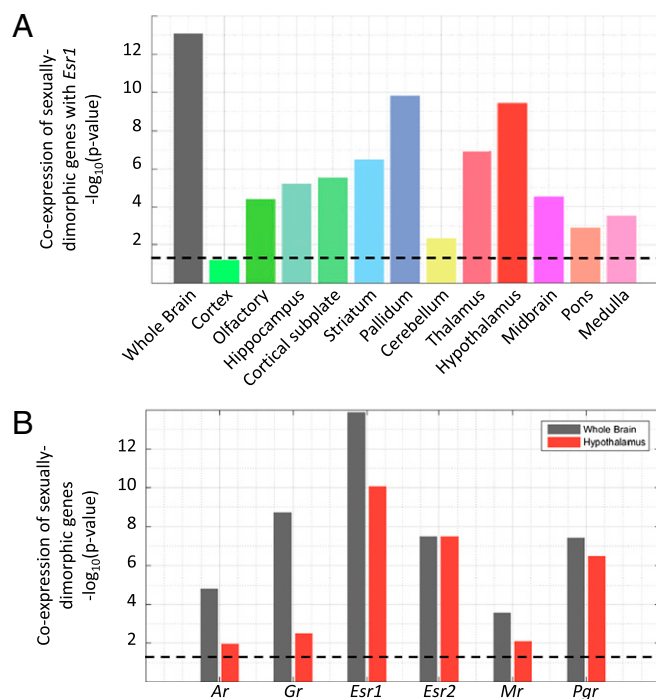 A
Co-expression of sexually-
dimorphic genes with Esr1
-log10(p-value)
12
10
8
6
4
2
Whole Brain
Cortex
Olfactory
Hippocampus
Cortical subplate
Striatum
Pallidum
Cerebellum
Thalamus
Hypothalamus
Midbrain
Pons
Medulla
B
Co-expression of sexually-
dimorphic genes
-log10(p-value)
Whole Brain
Hypothalamus
12
10
8
6
4
2
Ar Gr Esr1 Esr2 Mr Pgr